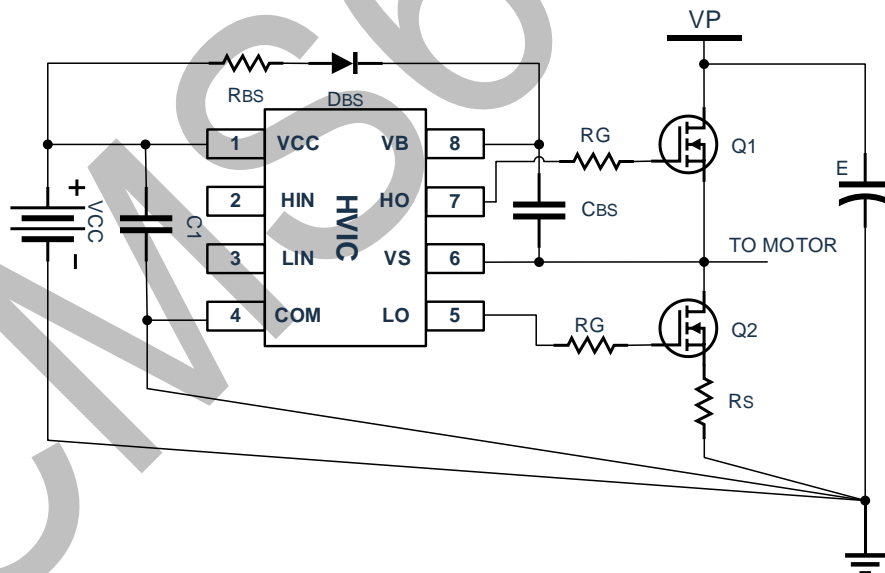 VP
RBS
DBS
1 VCC VB 8
2 HIN HO 7
3 LIN VS 6
4 COM LO 5
HVIC
+
VCC
-
C1
CBS
RG
Q1
E
TO MOTOR
RG
Q2
RS